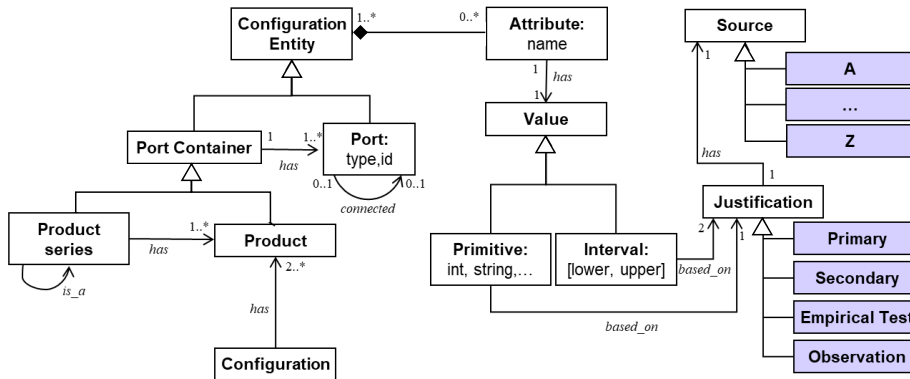 Configuration
Entity
1..*
0..*
Attribute:
name
1
has
1
Value
Source
1
A
...
Z
has
1
Port Container
1
1..*
has
Port:
type,id
0..1
0..1
connected
Product
series
is_a
has
1..*
Product
2..*
has
Configuration
Primitive:
int, string,...
Interval:
[lower, upper]
based_on
2
1
based_on
Justification
Primary
Secondary
Empirical Test
Observation